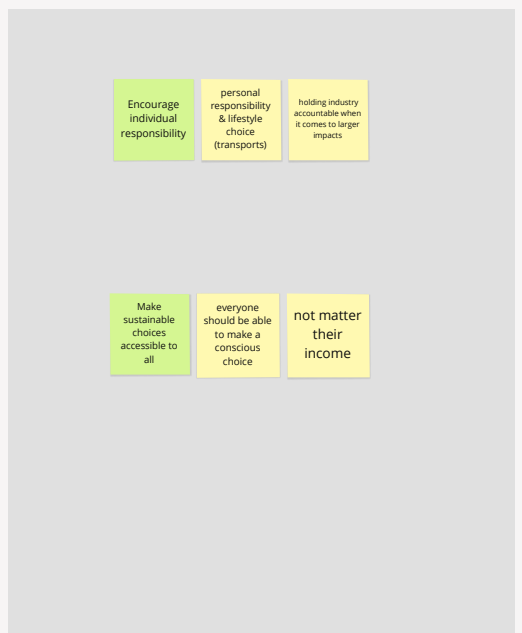 Encourage
individual
responsibility
personal
responsibility
& lifestyle
choice
(transports)
holding industry
accountable when
it comes to larger
impacts
Make
sustainable
choices
accessible to
all
everyone
should be able
to make a
conscious
choice
not matter
their
income